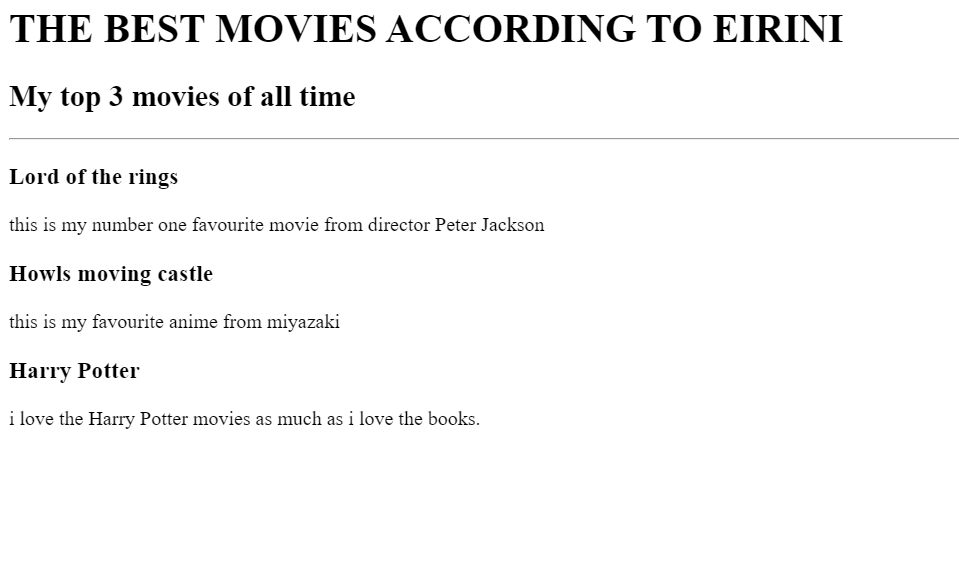 THE BEST MOVIES ACCORDING TO EIRINI
My top 3 movies of all time
Lord of the rings
this is my number one favourite movie from director Peter Jackson
Howls moving castle
this is my favourite anime from miyazaki
Harry Potter
i love the Harry Potter movies as much as i love the books.